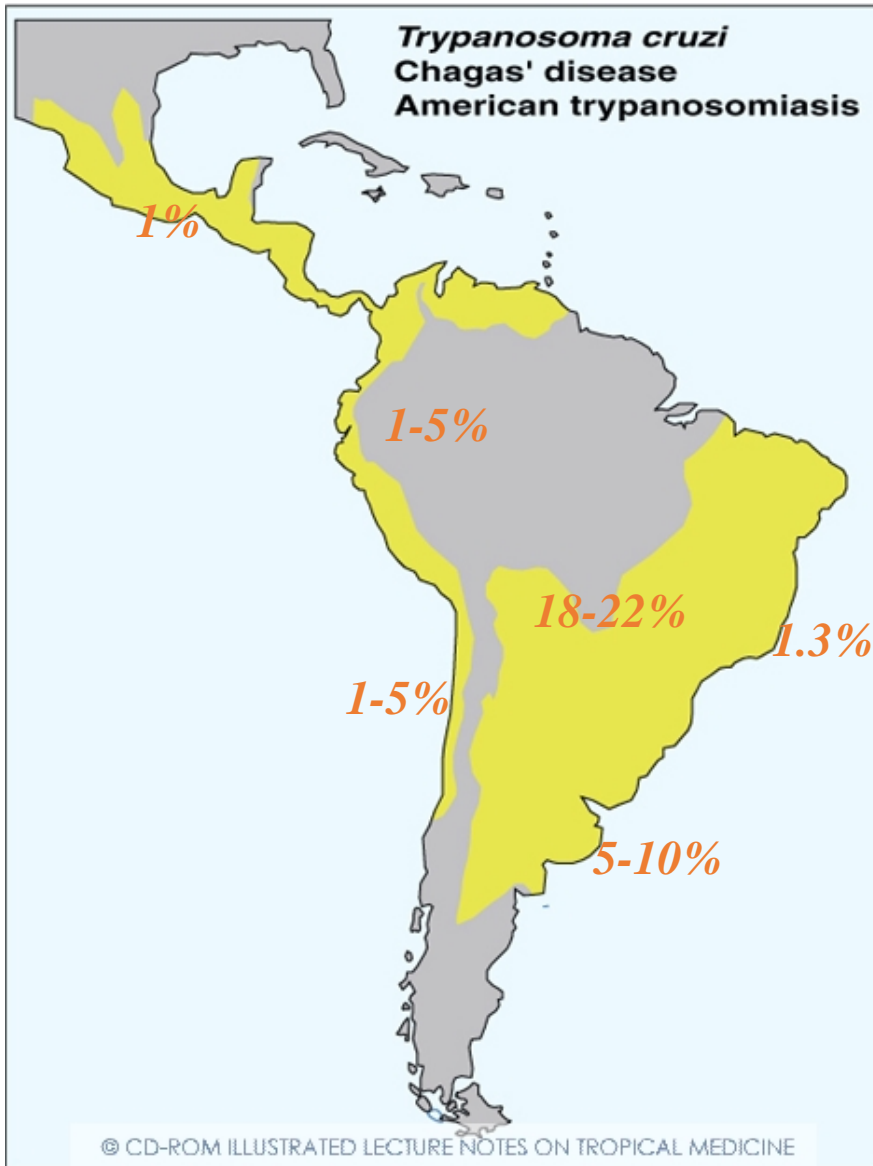 Trypanosoma cruzi
Chagas' disease
American trypanosomiasis
1%
1-5%
18-22%
1.3%
1-5%
5-10%
© CD-ROM ILLUSTRATED LECTURE NOTES ON TROPICAL MEDICINE